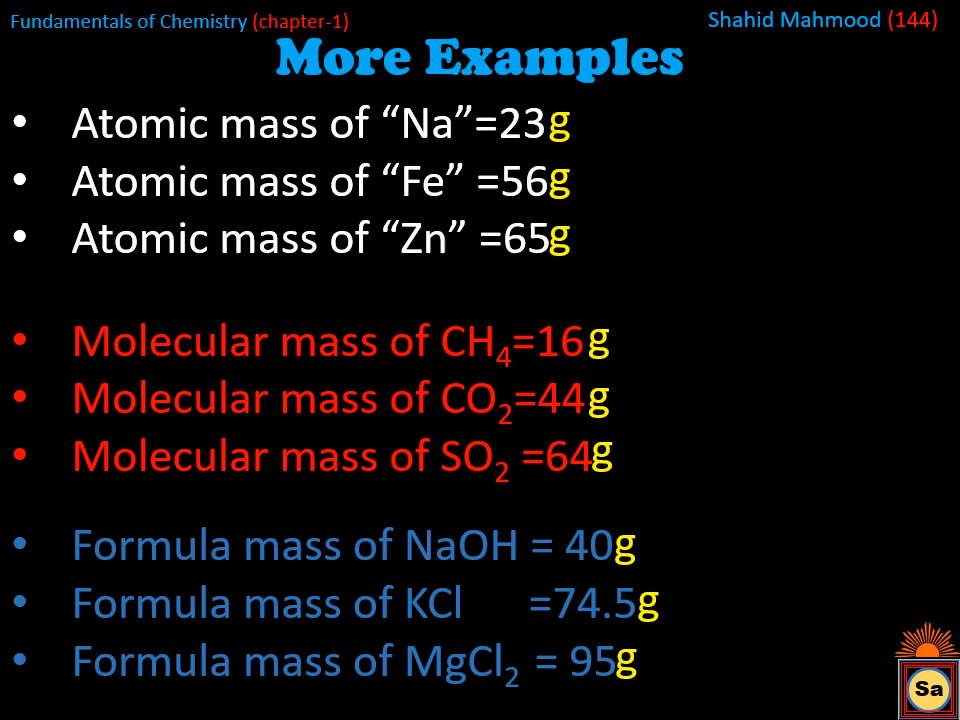 Fundamentals of Chemistry (chapter-1)
Shahid Mahmood (144)
More Examples
• Atomic mass of “Na”=23g
• Atomic mass of “Fe” =56g
• Atomic mass of “Zn” =65g
• Molecular mass of CH₄=16g
• Molecular mass of CO₂=44g
• Molecular mass of SO₂ =64g
• Formula mass of NaOH = 40g
• Formula mass of KCl =74.5g
• Formula mass of MgCl₂ = 95g
Sa